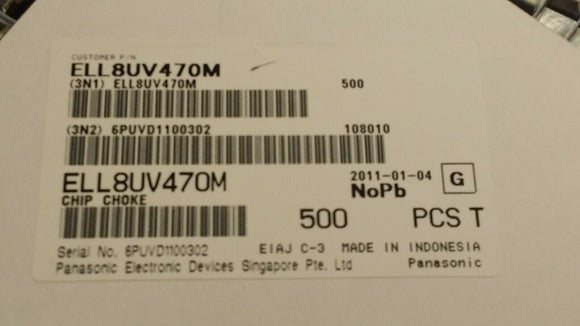 CUSTOMER P/N
ELL8UV470M
(3N1) ELL8UV470M 500
(3N2) 6PUVD1100302 108010
ELL8UV470M 2011-01-04 G
CHIP CHOKE NoPb
500 PCS T
Serial No. 6PUVD1100302 EIAJ C-3 MADE IN INDONESIA
Panasonic Electronic Devices Singapore Pte. Ltd Panasonic